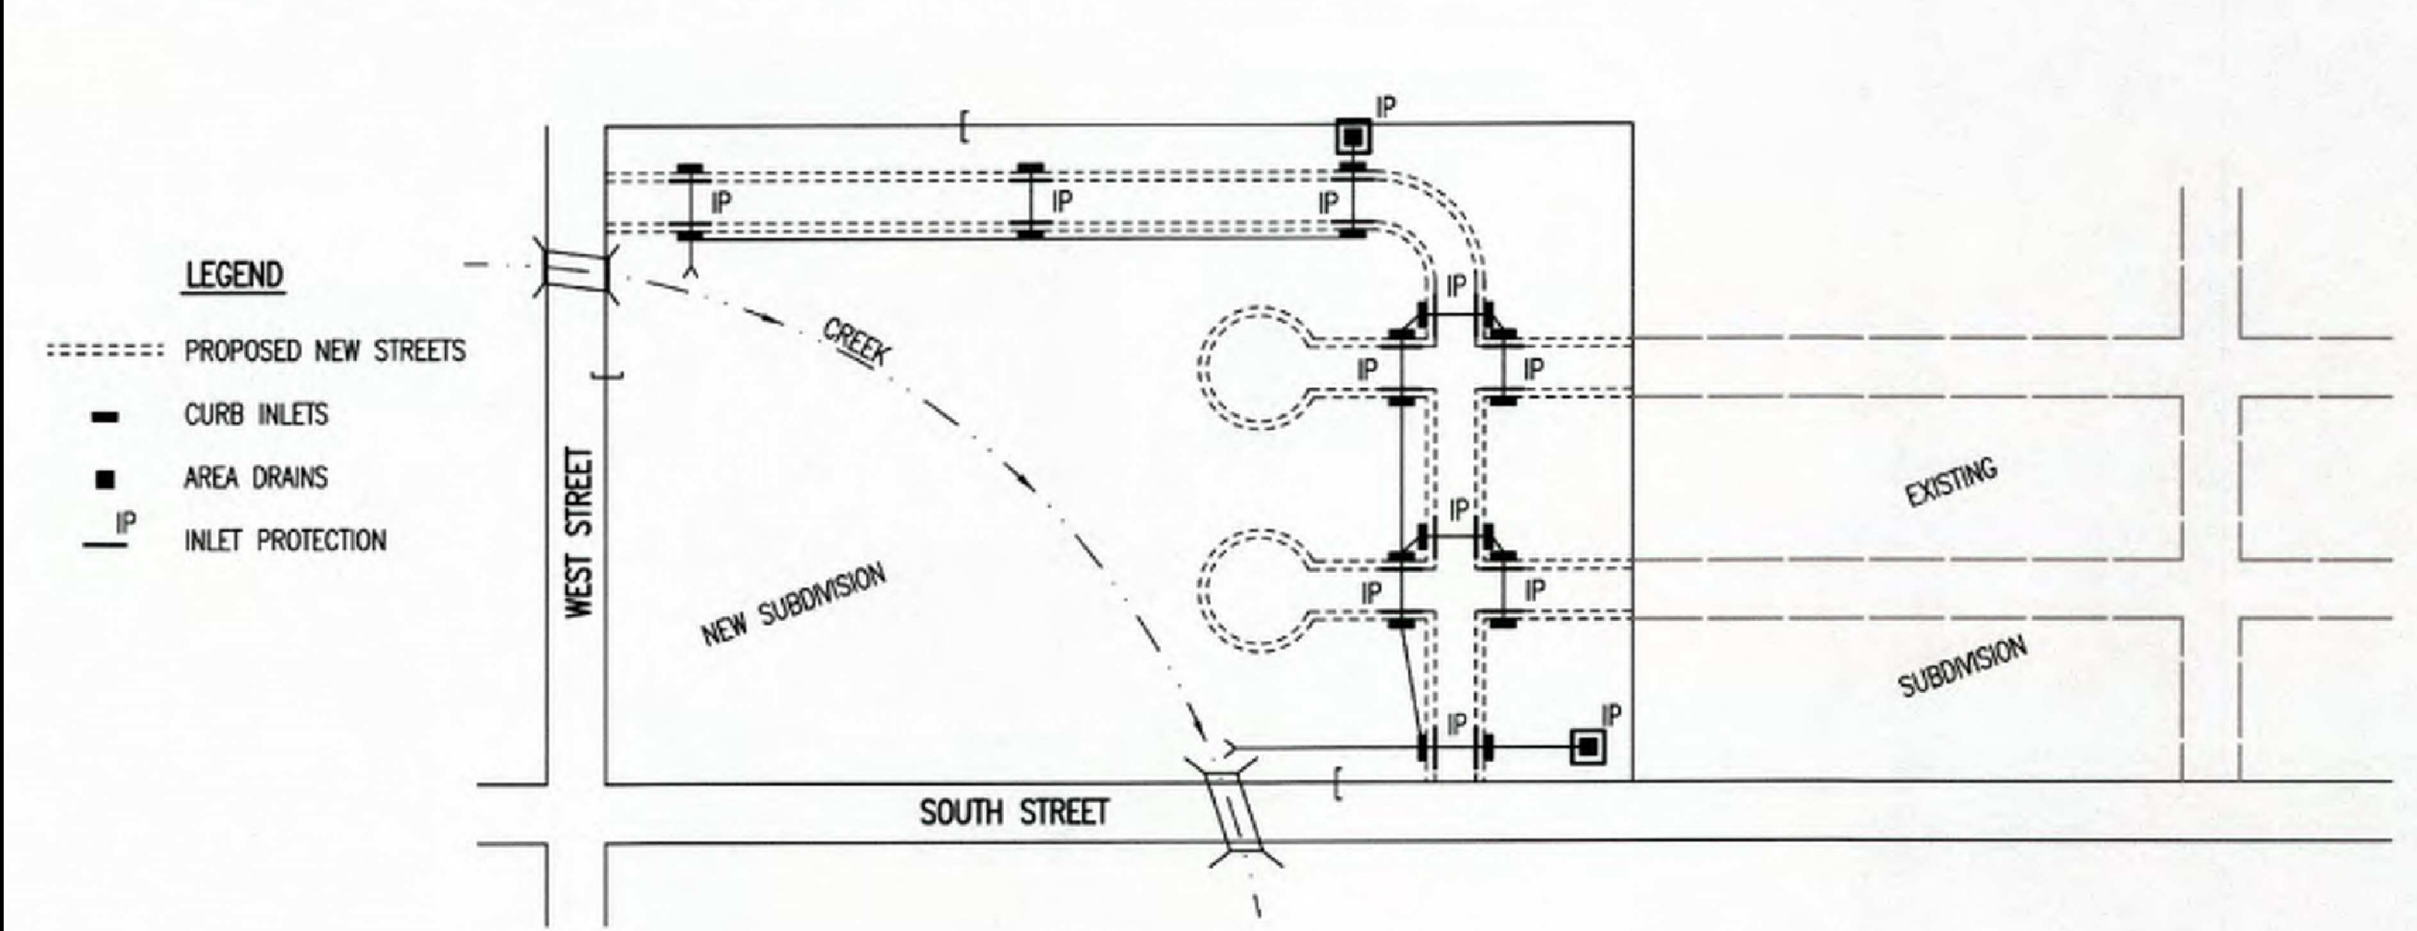 IP
IP
IP
IP
LEGEND
PROPOSED NEW STREETS
CURB INLETS
AREA DRAINS
IP
INLET PROTECTION
CREEK
IP
IP
IP
WEST STREET
NEW SUBDIVISION
IP
IP
IP
EXISTING
SUBDIVISION
IP
IP
SOUTH STREET